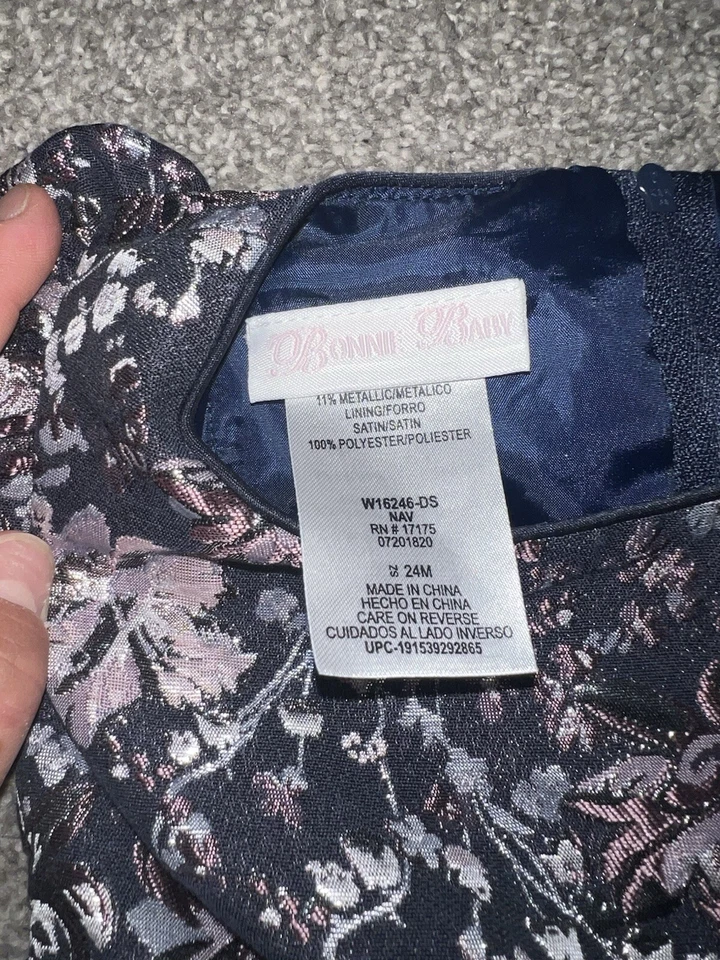 BONNIE BABY
11% METALLIC/METALICO
LINING/FORRO
SATIN/SATIN
100% POLYESTER/POLIESTER
W16246-DS
NAV
RN # 17175
07201820
24M
MADE IN CHINA
HECHO EN CHINA
CARE ON REVERSE
CUIDADOS AL LADO INVERSO
UPC-191539292865